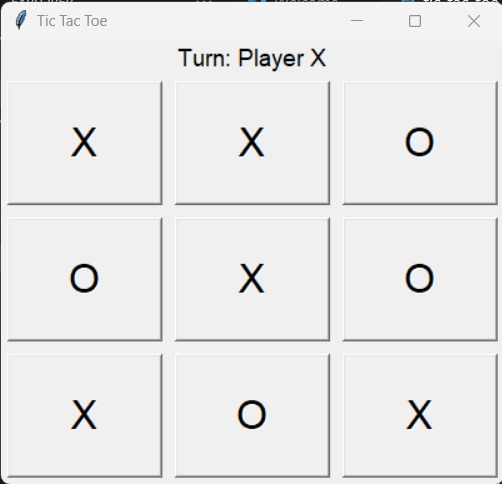 Tic Tac Toe
Turn: Player X
X X O
O X O
X O X